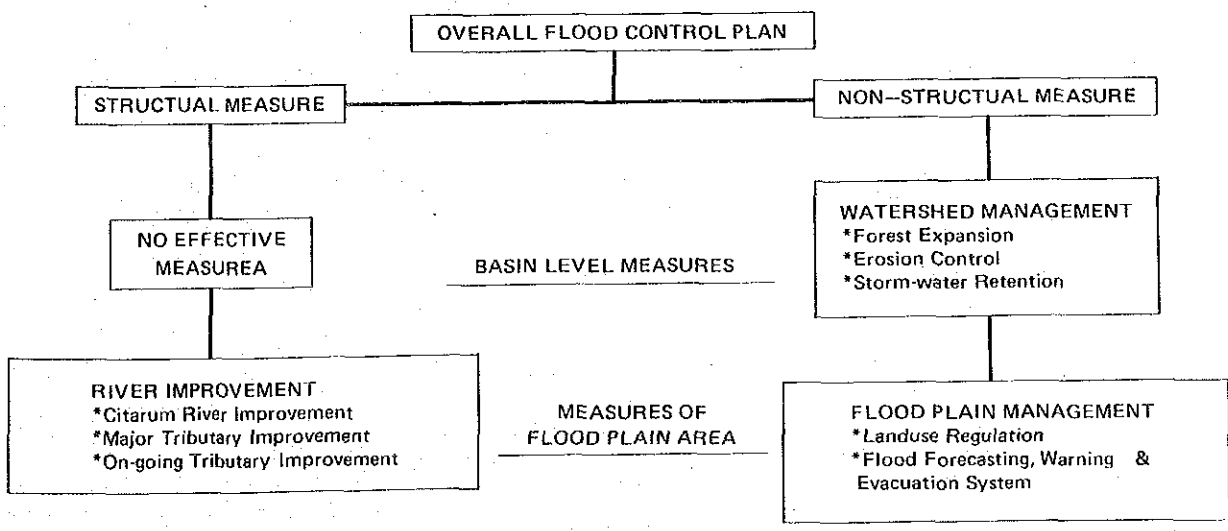 OVERALL FLOOD CONTROL PLAN
STRUCTUAL MEASURE
NON--STRUCTUAL MEASURE
NO EFFECTIVE
MEASUREA
BASIN LEVEL MEASURES
WATERSHED MANAGEMENT
*Forest Expansion
*Erosion Control
*Storm-water Retention
RIVER IMPROVEMENT
*Citarum River Improvement
*Major Tributary Improvement
*On-going Tributary Improvement
MEASURES OF
FLOOD PLAIN AREA
FLOOD PLAIN MANAGEMENT
*Landuse Regulation
*Flood Forecasting, Warning &
Evacuation System